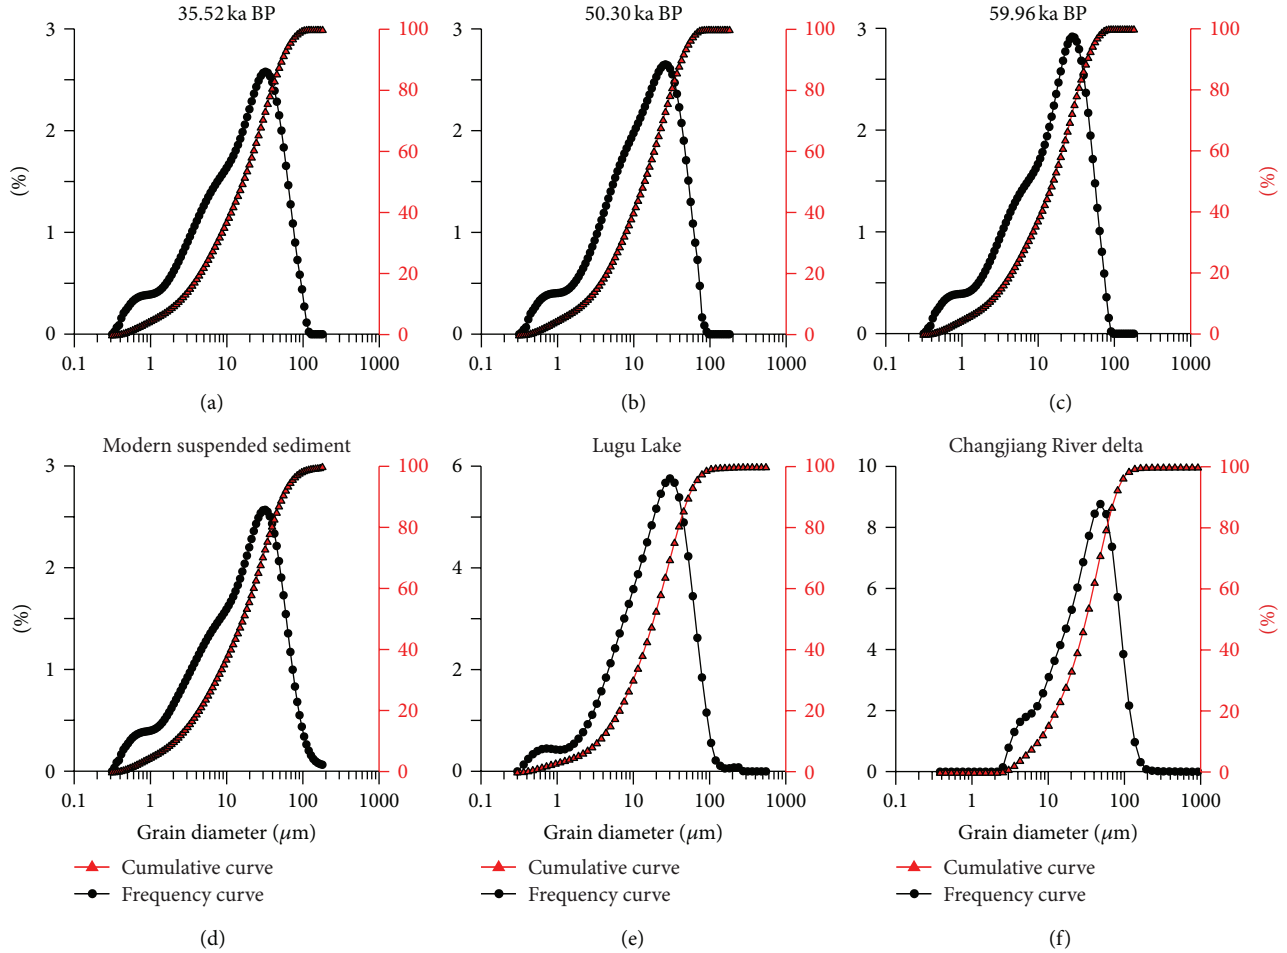 35.52 ka BP 50.30 ka BP 59.96 ka BP
3 100 3 100 3 100
80 80 80
2 2 2
60 60 60
(%) (%)
40 40 40
1 1 1
20 20 20
0 0 0 0 0 0
0.1 1 10 100 1000 0.1 1 10 100 1000 0.1 1 10 100 1000
(a) (b) (c)
Modern suspended sediment Lugu Lake Changjiang River delta
3 100 6 100 10 100
80 8 80
2 4 80
60 60 6 60
(%) (%)
40 40 4 40
1 2
20 20 2 20
0 0 0 0 0 0
0.1 1 10 100 1000 0.1 1 10 100 1000 0.1 1 10 100 1000
Grain diameter (μm) Grain diameter (μm) Grain diameter (μm)
Cumulative curve Cumulative curve Cumulative curve
Frequency curve Frequency curve Frequency curve
(d) (e) (f)